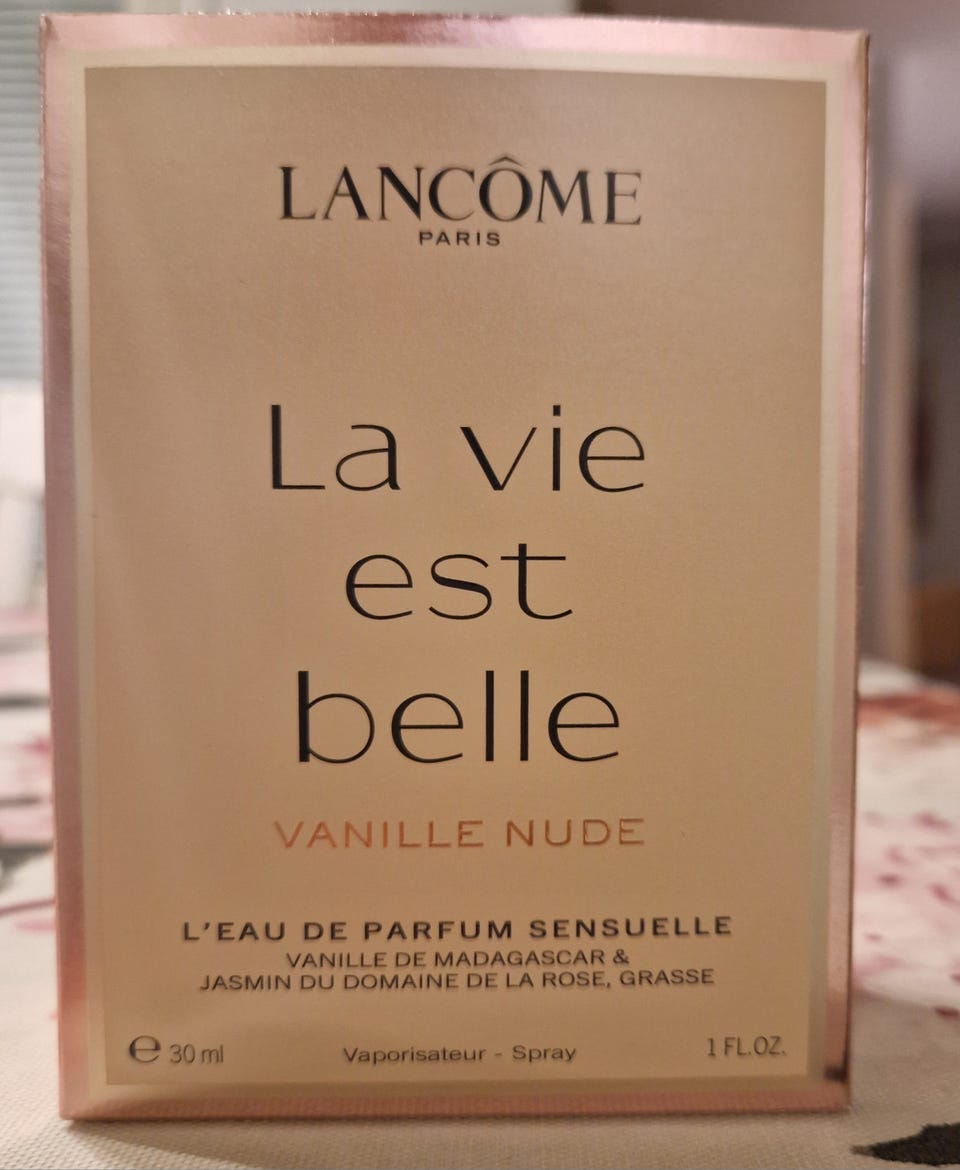 LANCÔME
PARIS
La vie
est
belle
VANILLE NUDE
L'EAU DE PARFUM SENSUELLE
VANILLE DE MADAGASCAR &
JASMIN DU DOMAINE DE LA ROSE, GRASSE
℮ 30 ml Vaporisateur - Spray 1 FL.OZ.